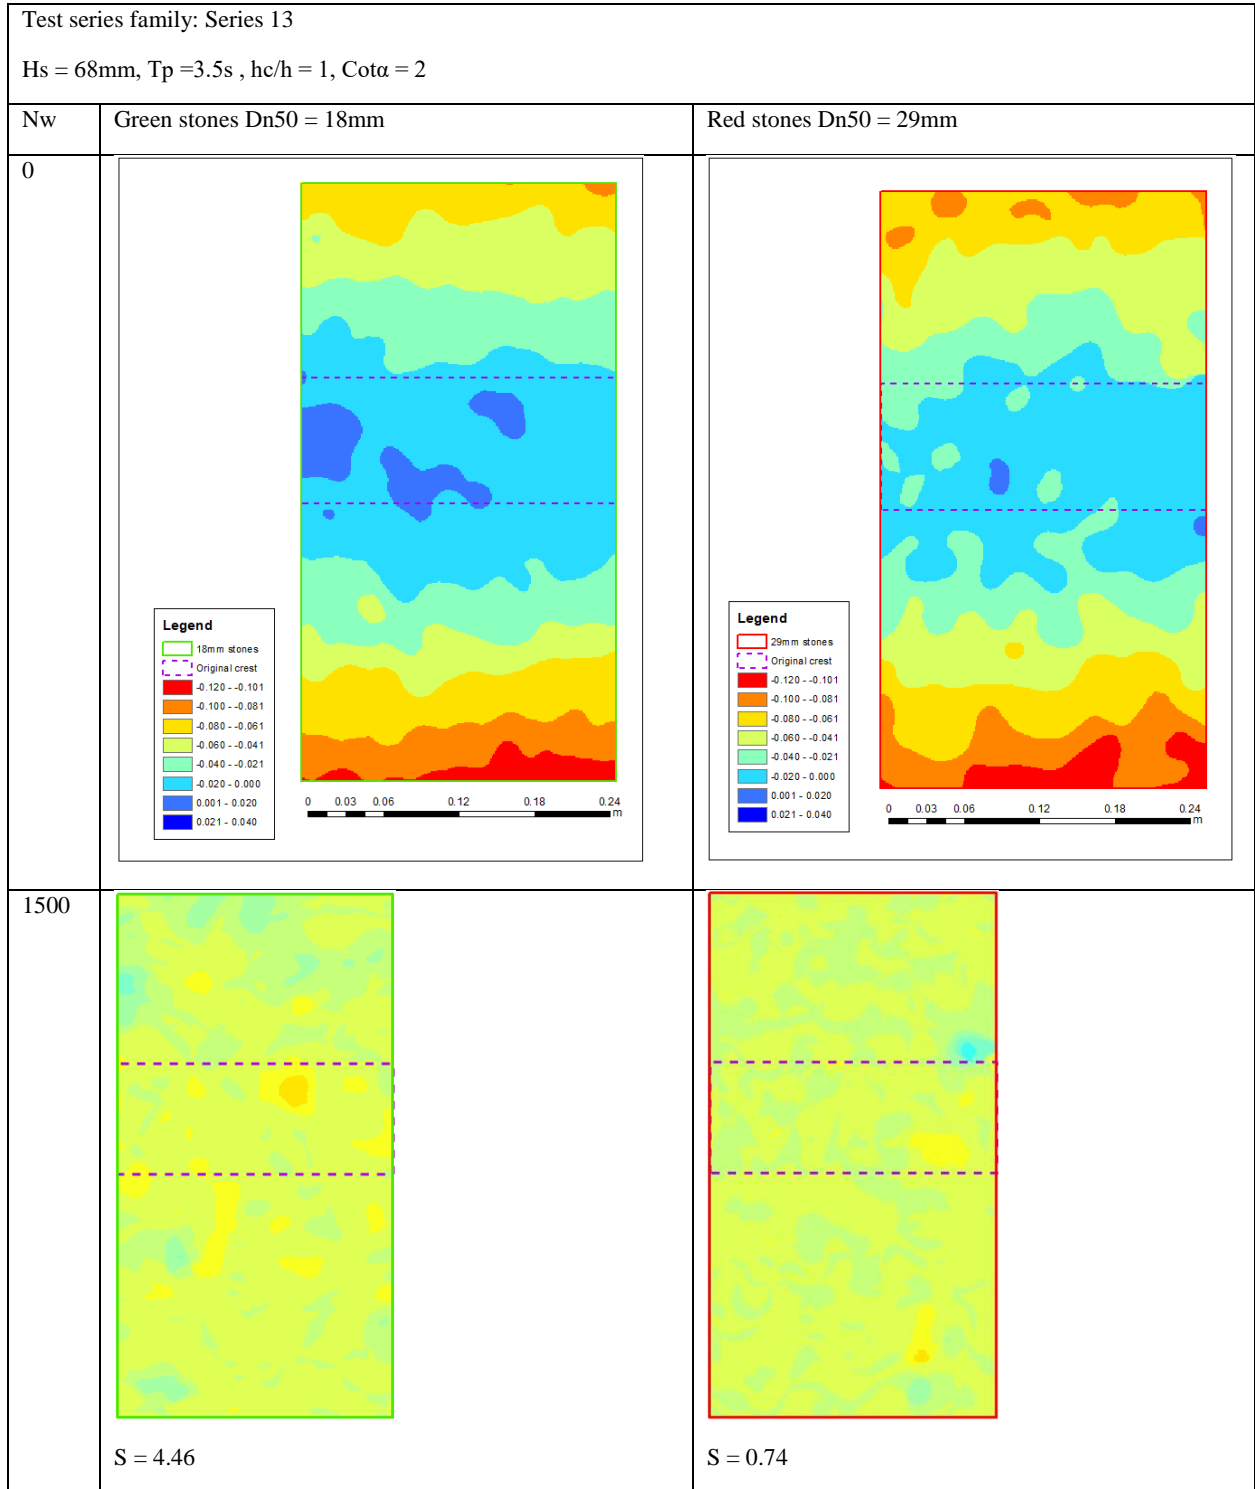 Test series family: Series 13
Hs = 68mm, Tp =3.5s , hc/h = 1, Cotα = 2
Nw
Green stones Dn50 = 18mm
Red stones Dn50 = 29mm
0
Legend
18mm stones
Original crest
-0.120 - -0.101
-0.100 - -0.081
-0.080 - -0.061
-0.060 - -0.041
-0.040 - -0.021
-0.020 - 0.000
0.001 - 0.020
0.021 - 0.040
0 0.03 0.06 0.12 0.18 0.24
m
Legend
29mm stones
Original crest
-0.120 - -0.101
-0.100 - -0.081
-0.080 - -0.061
-0.060 - -0.041
-0.040 - -0.021
-0.020 - 0.000
0.001 - 0.020
0.021 - 0.040
0 0.03 0.06 0.12 0.18 0.24
m
1500
S = 4.46
S = 0.74